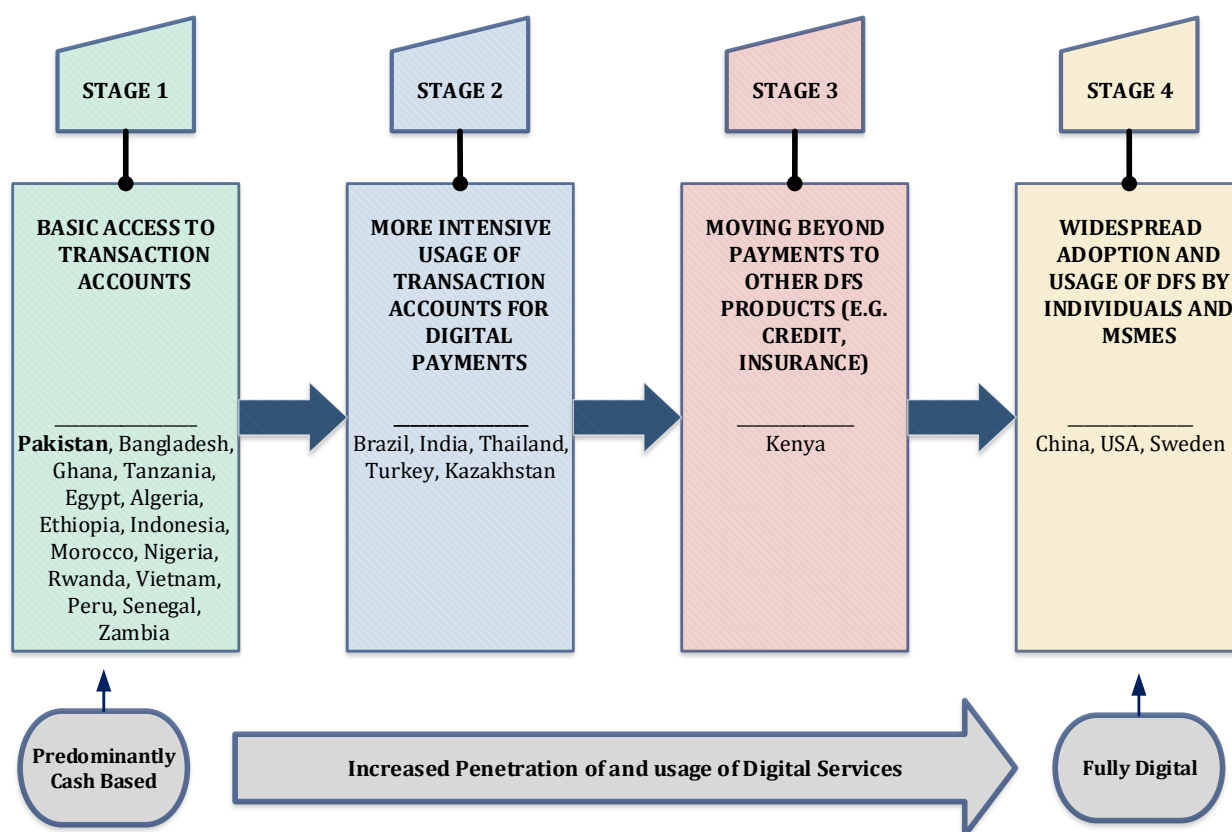 STAGE 1
STAGE 2
STAGE 3
STAGE 4
BASIC ACCESS TO
TRANSACTION
ACCOUNTS
Pakistan, Bangladesh,
Ghana, Tanzania,
Egypt, Algeria,
Ethiopia, Indonesia,
Morocco, Nigeria,
Rwanda, Vietnam,
Peru, Senegal,
Zambia
MORE INTENSIVE
USAGE OF
TRANSACTION
ACCOUNTS FOR
DIGITAL
PAYMENTS
Brazil, India, Thailand,
Turkey, Kazakhstan
MOVING BEYOND
PAYMENTS TO
OTHER DFS
PRODUCTS (E.G.
CREDIT,
INSURANCE)
Kenya
WIDESPREAD
ADOPTION AND
USAGE OF DFS BY
INDIVIDUALS AND
MSMES
China, USA, Sweden
Predominantly
Cash Based
Increased Penetration of and usage of Digital Services
Fully Digital